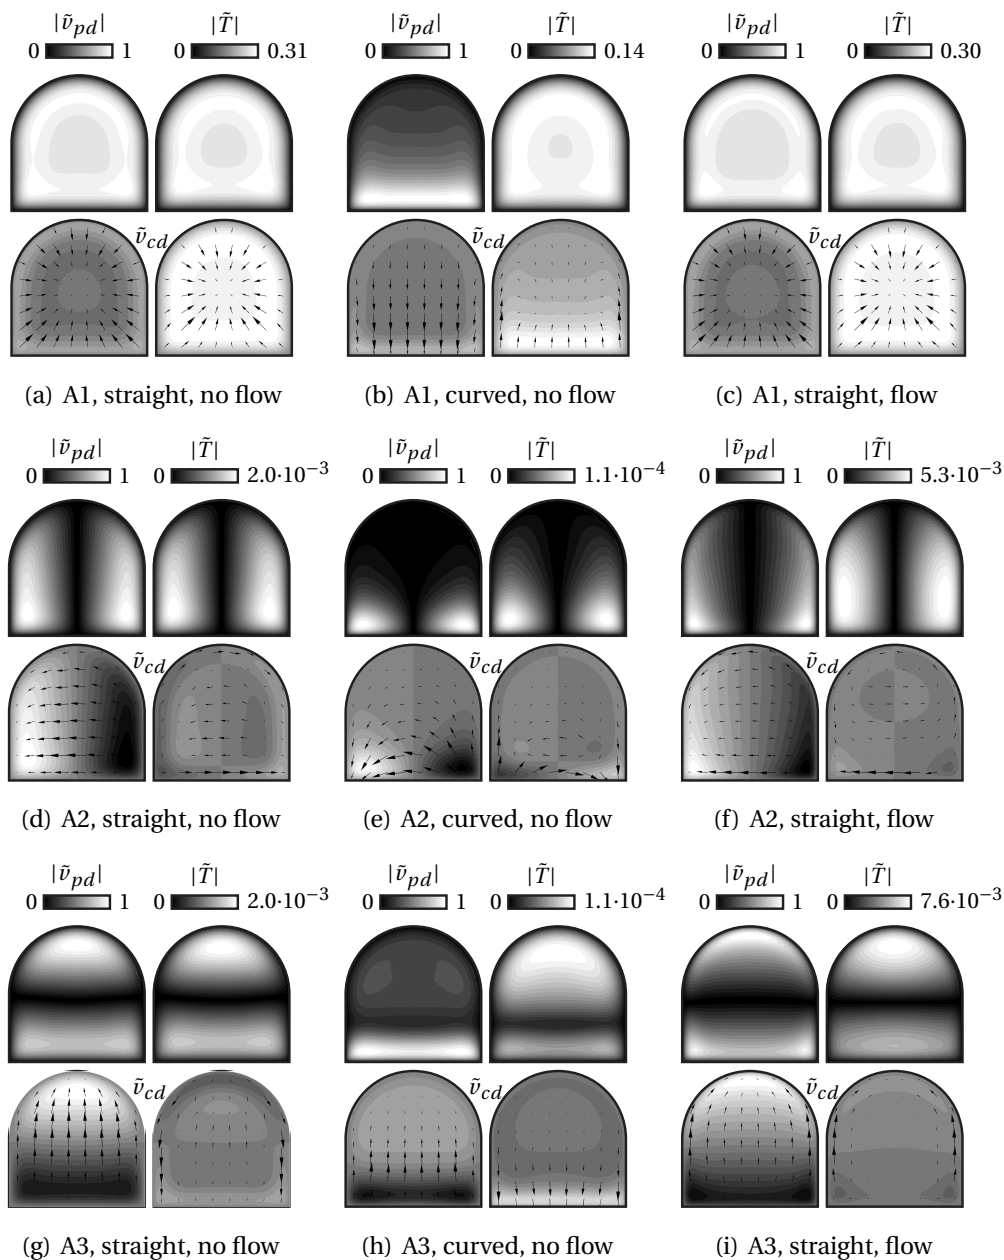 |ṽ_pd| |T̃| |ṽ_pd| |T̃| |ṽ_pd| |T̃|
0 1 0 0.31 0 1 0 0.14 0 1 0 0.30
ṽ_cd ṽ_cd ṽ_cd
(a) A1, straight, no flow (b) A1, curved, no flow (c) A1, straight, flow
|ṽ_pd| |T̃| |ṽ_pd| |T̃| |ṽ_pd| |T̃|
0 1 0 2.0·10⁻³ 0 1 0 1.1·10⁻⁴ 0 1 0 5.3·10⁻³
ṽ_cd ṽ_cd ṽ_cd
(d) A2, straight, no flow (e) A2, curved, no flow (f) A2, straight, flow
|ṽ_pd| |T̃| |ṽ_pd| |T̃| |ṽ_pd| |T̃|
0 1 0 2.0·10⁻³ 0 1 0 1.1·10⁻⁴ 0 1 0 7.6·10⁻³
ṽ_cd ṽ_cd ṽ_cd
(g) A3, straight, no flow (h) A3, curved, no flow (i) A3, straight, flow